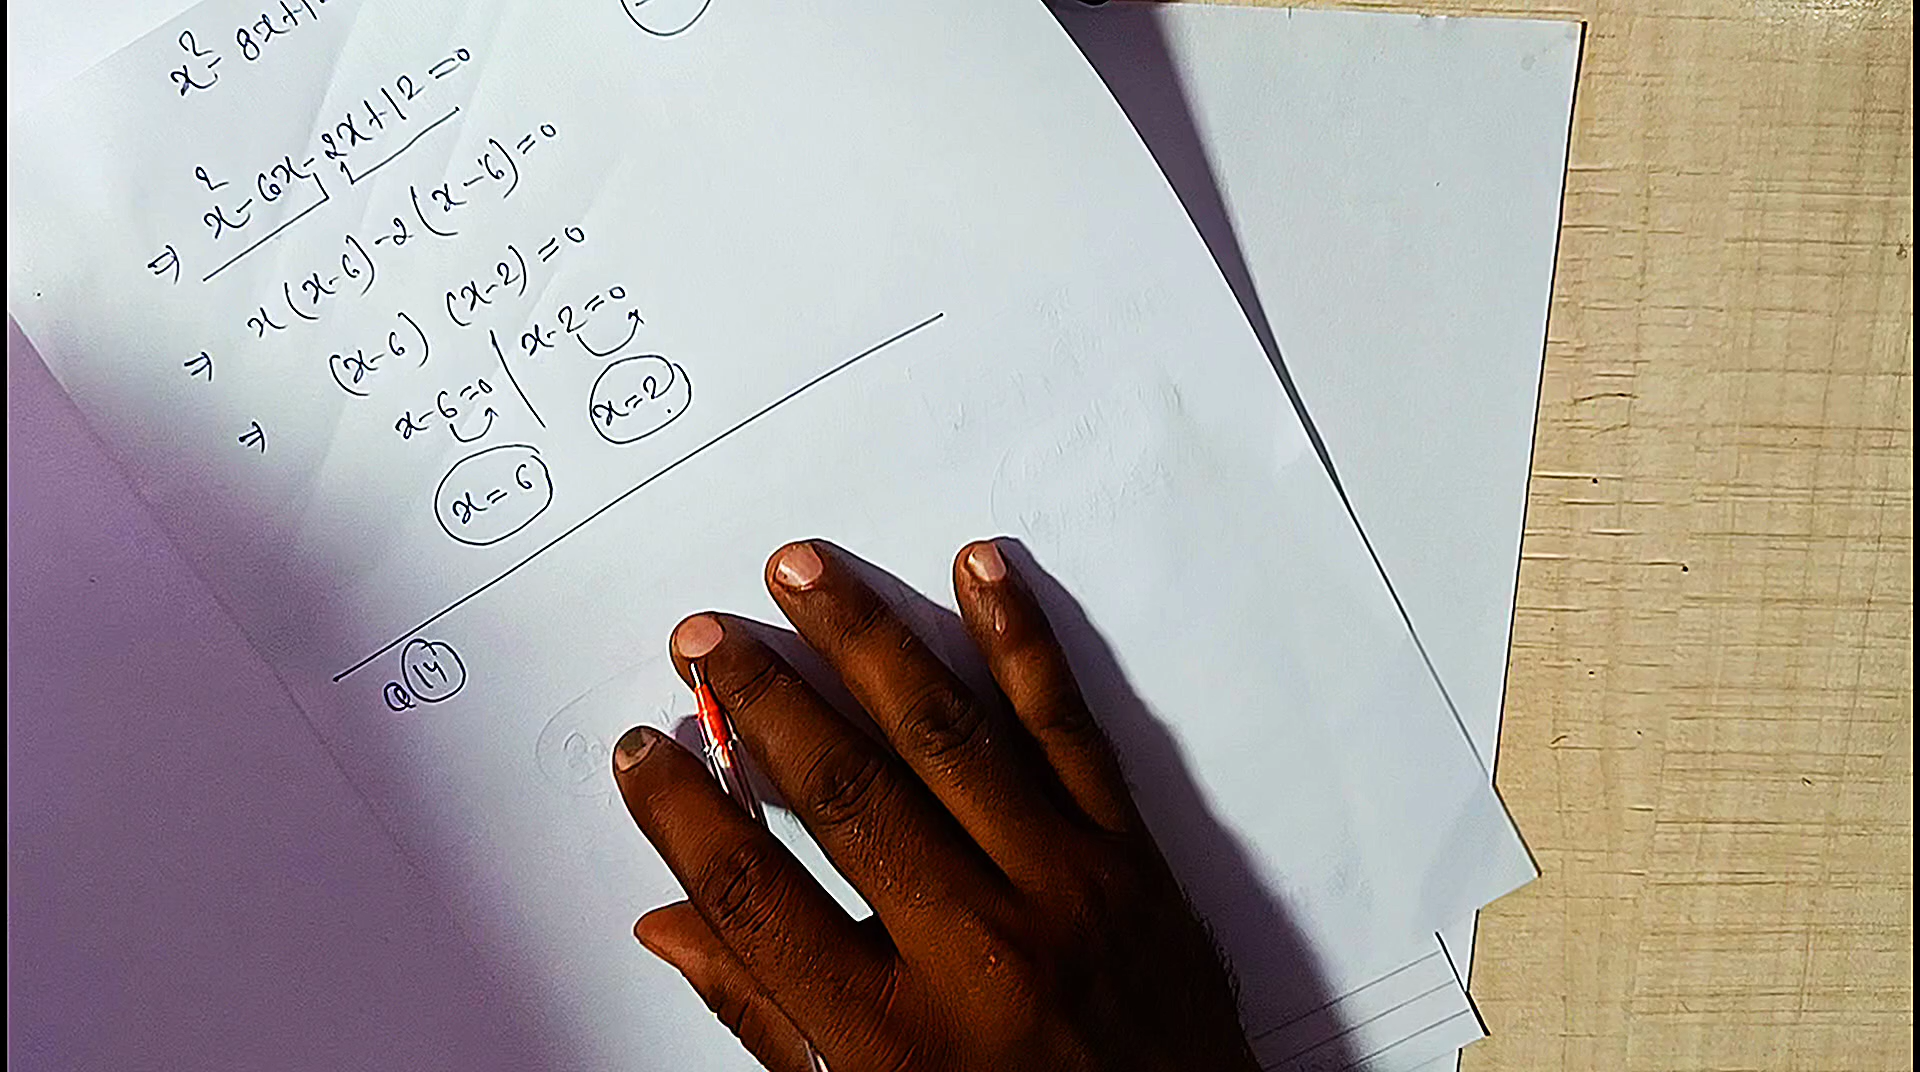 x² - 8x + 1
⇒ x² - 6x - 2x + 12 = 0
⇒ x(x-6) - 2(x-6) = 0
⇒ (x-6) (x-2) = 0
x-6=0 | x-2=0
x=6 x=2
Q 14